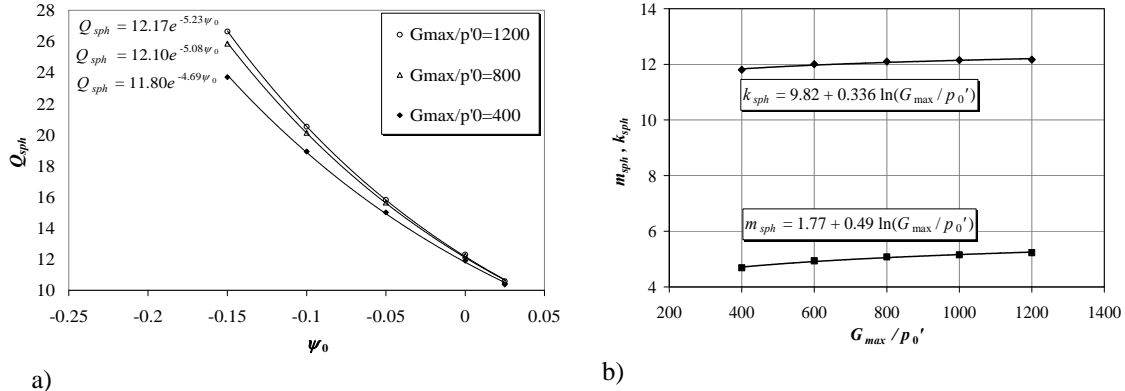 28
26
24
22
20
18
16
14
12
10
Q_sph
Q_sph = 12.17e^-5.23ψ_0
Q_sph = 12.10e^-5.08ψ_0
Q_sph = 11.80e^-4.69ψ_0
Gmax/p'0=1200
Gmax/p'0=800
Gmax/p'0=400
-0.25 -0.2 -0.15 -0.1 -0.05 0 0.05
ψ_0
a)
14
12
10
8
6
4
m_sph , k_sph
k_sph = 9.82 + 0.336 ln(G_max / p_0′)
m_sph = 1.77 + 0.49 ln(G_max / p_0′)
200 400 600 800 1000 1200 1400
G_max / p_0′
b)